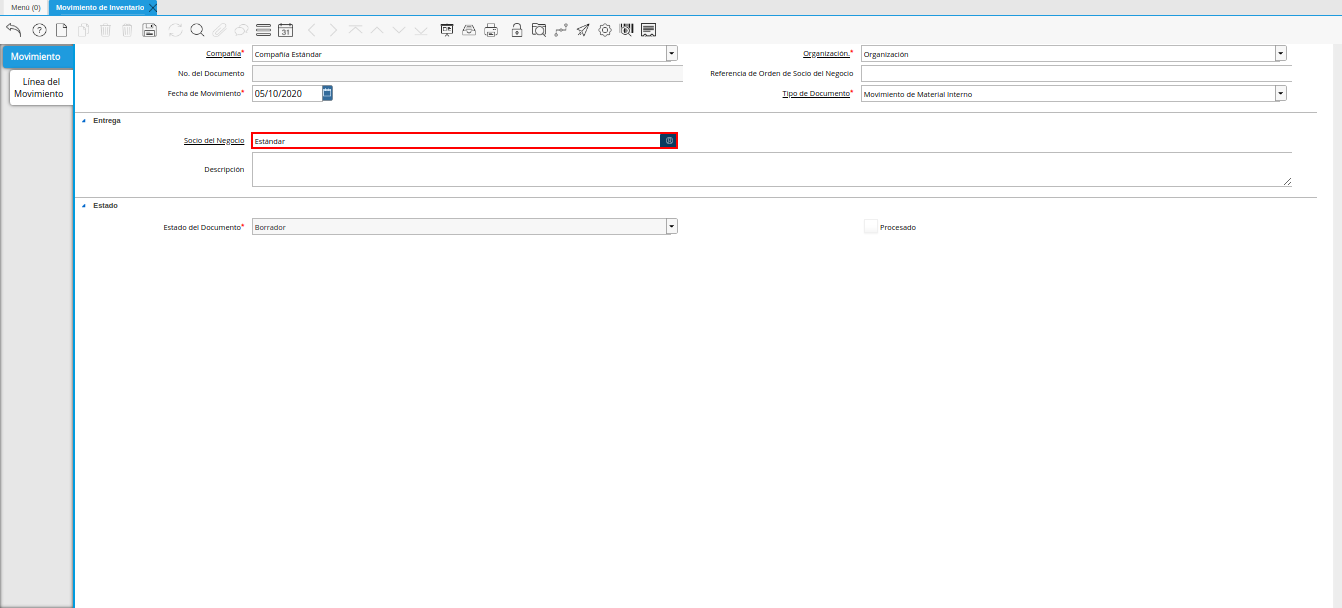 Menú (0)
Movimiento de Inventario
31
Movimiento
Línea del
Movimiento
Compañía* Compañía Estándar
Organización.* Organización
No. del Documento
Referencia de Orden de Socio del Negocio
Fecha de Movimiento* 05/10/2020
Tipo de Documento* Movimiento de Material Interno
Entrega
Socio del Negocio Estándar
Descripción
Estado
Estado del Documento* Borrador
Procesado